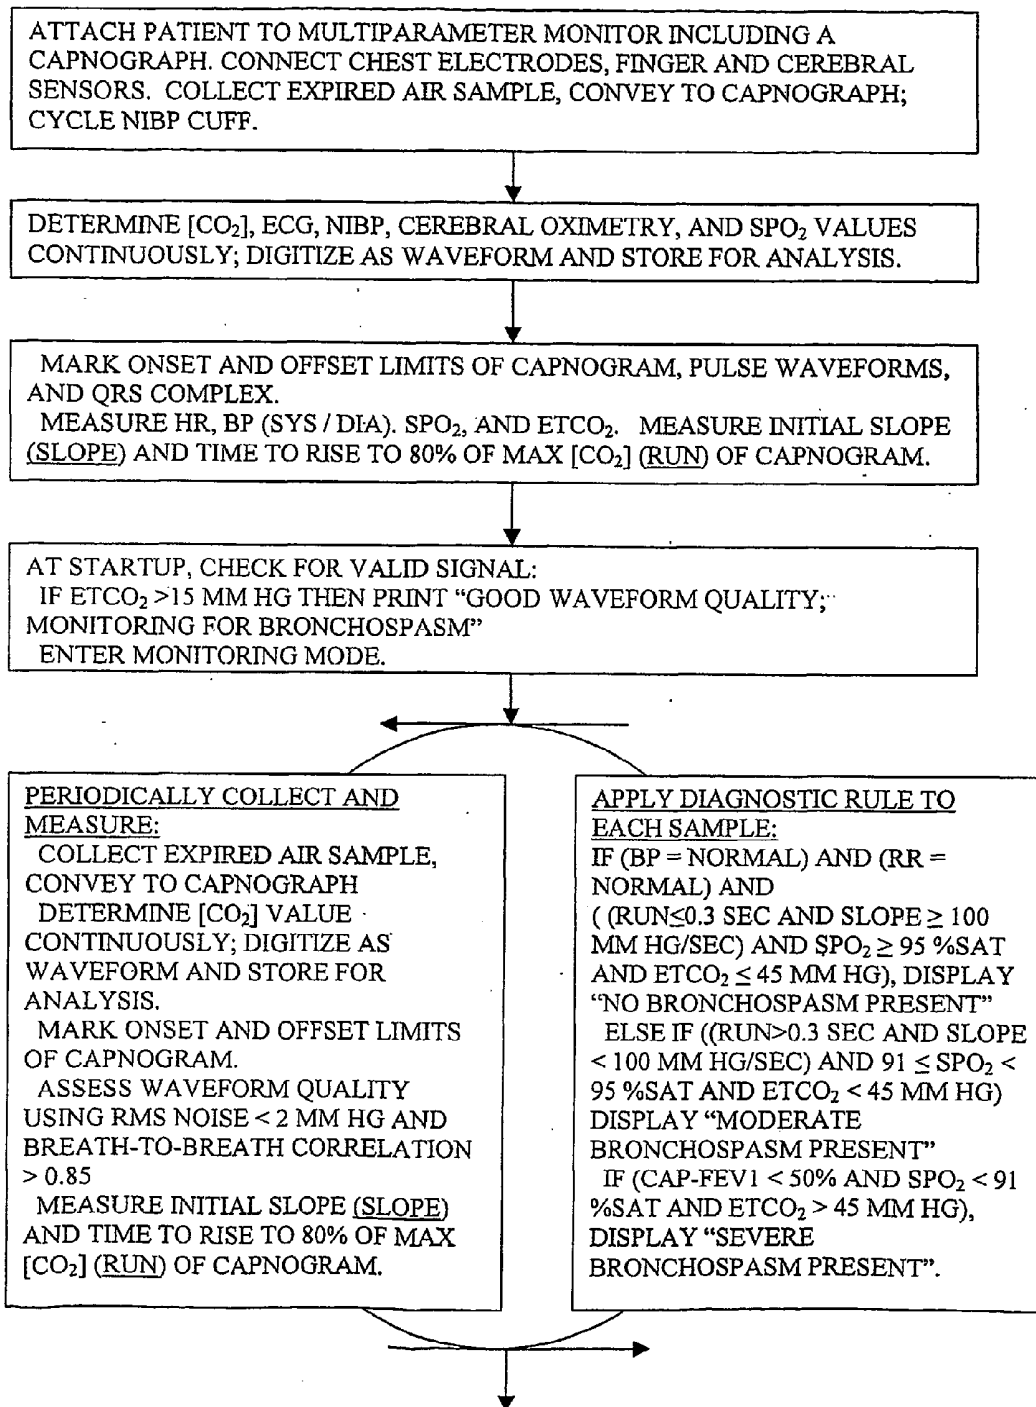 ATTACH PATIENT TO MULTIPARAMETER MONITOR INCLUDING A
CAPNOGRAPH. CONNECT CHEST ELECTRODES, FINGER AND CEREBRAL
SENSORS. COLLECT EXPIRED AIR SAMPLE, CONVEY TO CAPNOGRAPH;
CYCLE NIBP CUFF.
DETERMINE [CO₂], ECG, NIBP, CEREBRAL OXIMETRY, AND SPO₂ VALUES
CONTINUOUSLY; DIGITIZE AS WAVEFORM AND STORE FOR ANALYSIS.
MARK ONSET AND OFFSET LIMITS OF CAPNOGRAM, PULSE WAVEFORMS,
AND QRS COMPLEX.
MEASURE HR, BP (SYS / DIA). SPO₂, AND ETCO₂. MEASURE INITIAL SLOPE
(SLOPE) AND TIME TO RISE TO 80% OF MAX [CO₂] (RUN) OF CAPNOGRAM.
AT STARTUP, CHECK FOR VALID SIGNAL:
IF ETCO₂ >15 MM HG THEN PRINT “GOOD WAVEFORM QUALITY;
MONITORING FOR BRONCHOSPASM”
ENTER MONITORING MODE.
PERIODICALLY COLLECT AND
MEASURE:
COLLECT EXPIRED AIR SAMPLE,
CONVEY TO CAPNOGRAPH
DETERMINE [CO₂] VALUE
CONTINUOUSLY; DIGITIZE AS
WAVEFORM AND STORE FOR
ANALYSIS.
MARK ONSET AND OFFSET LIMITS
OF CAPNOGRAM.
ASSESS WAVEFORM QUALITY
USING RMS NOISE < 2 MM HG AND
BREATH-TO-BREATH CORRELATION
> 0.85
MEASURE INITIAL SLOPE (SLOPE)
AND TIME TO RISE TO 80% OF MAX
[CO₂] (RUN) OF CAPNOGRAM.
APPLY DIAGNOSTIC RULE TO
EACH SAMPLE:
IF (BP = NORMAL) AND (RR =
NORMAL) AND
( (RUN≤0.3 SEC AND SLOPE ≥ 100
MM HG/SEC) AND SPO₂ ≥ 95 %SAT
AND ETCO₂ ≤ 45 MM HG), DISPLAY
“NO BRONCHOSPASM PRESENT”
ELSE IF ((RUN>0.3 SEC AND SLOPE
< 100 MM HG/SEC) AND 91 ≤ SPO₂ <
95 %SAT AND ETCO₂ < 45 MM HG)
DISPLAY “MODERATE
BRONCHOSPASM PRESENT”
IF (CAP-FEV1 < 50% AND SPO₂ < 91
%SAT AND ETCO₂ > 45 MM HG),
DISPLAY “SEVERE
BRONCHOSPASM PRESENT”.